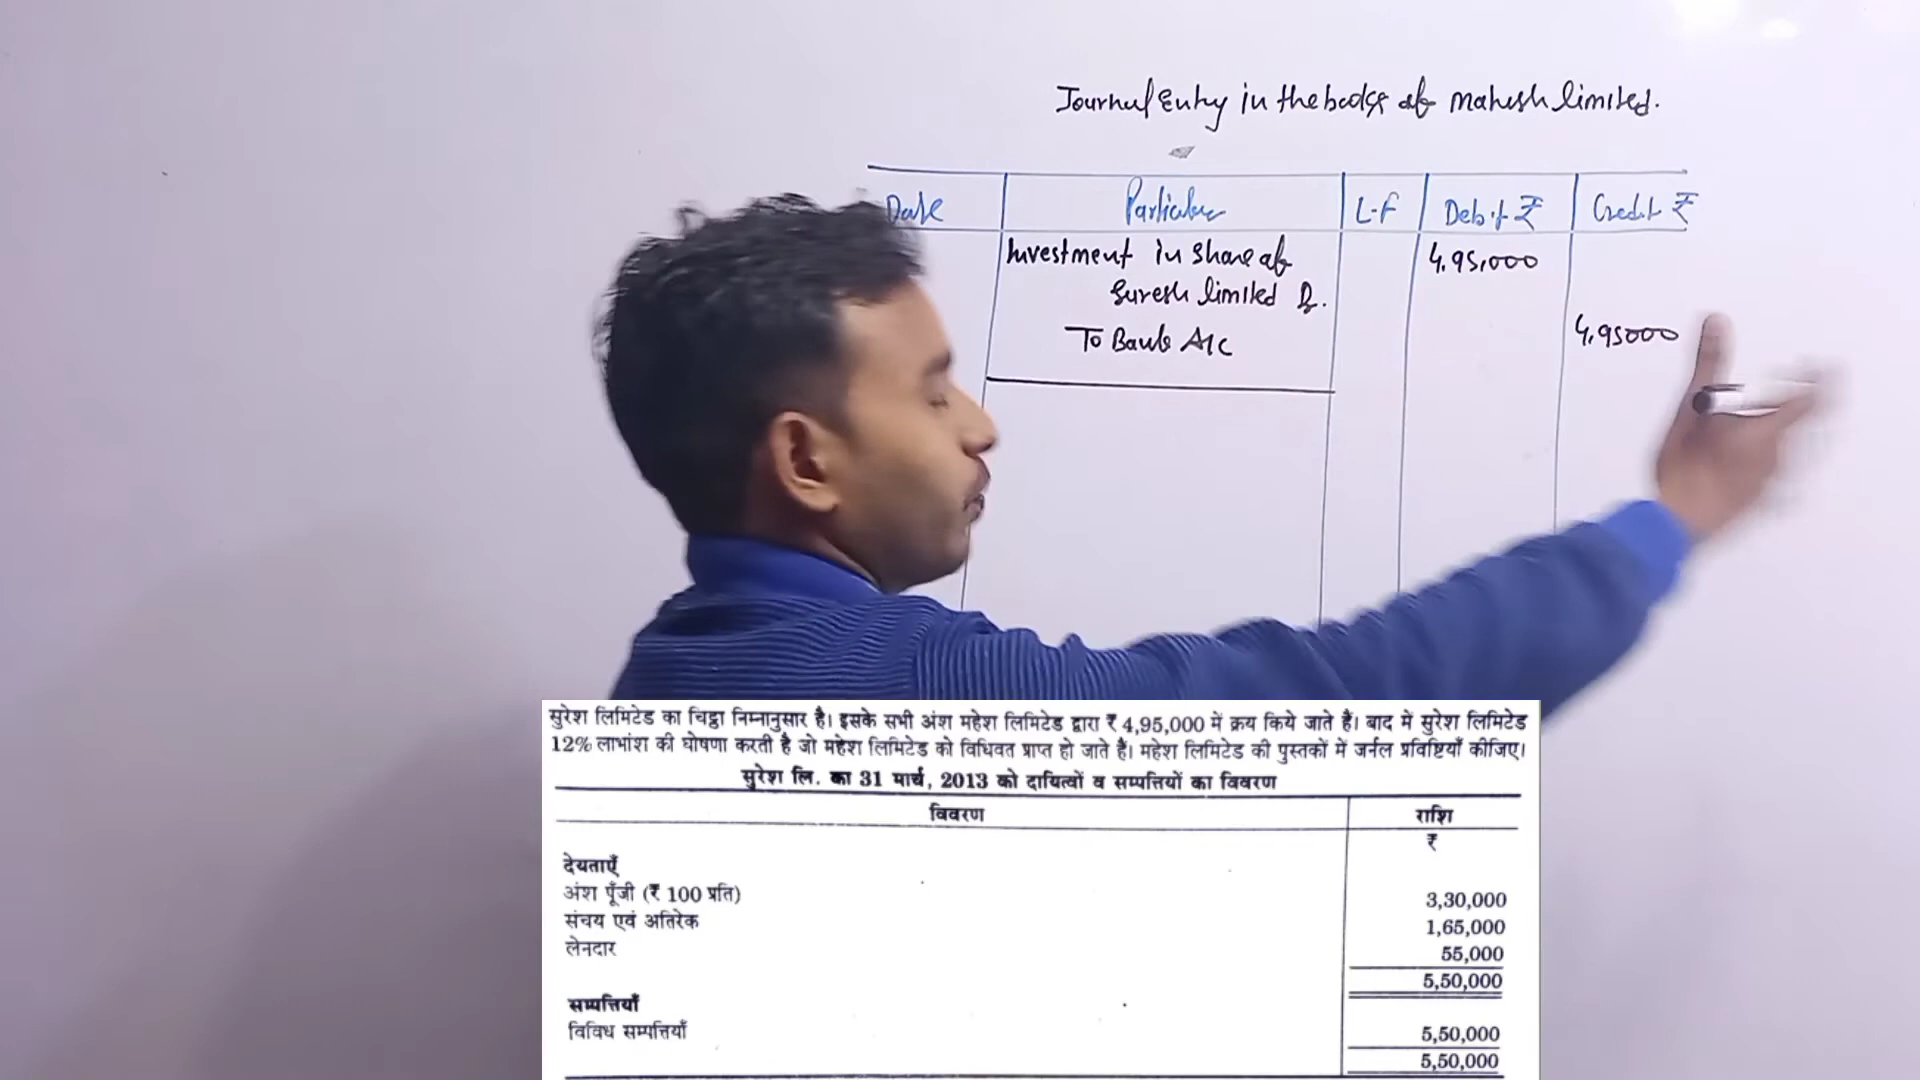 Journal Entry in the books of Mahesh limited.
Date Particular L.F Debit ₹ Credit ₹
Investment in Share of 4,95,000
Suresh limited Dr.
To Bank A/C 4,95000
सुरेश लिमिटेड का चिट्ठा निम्नानुसार है। इसके सभी अंश महेश लिमिटेड द्वारा ₹ 4,95,000 में क्रय किये जाते हैं। बाद में सुरेश लिमिटेड
12% लाभांश की घोषणा करती है जो महेश लिमिटेड को विधिवत प्राप्त हो जाते हैं। महेश लिमिटेड की पुस्तकों में जर्नल प्रविष्टियाँ कीजिए।
सुरेश लि. का 31 मार्च, 2013 को दायित्वों व सम्पत्तियों का विवरण
विवरण राशि
₹
देयताएँ
अंश पूँजी (₹ 100 प्रति) 3,30,000
संचय एवं अतिरेक 1,65,000
लेनदार 55,000
5,50,000
सम्पत्तियाँ
विविध सम्पत्तियाँ 5,50,000
5,50,000